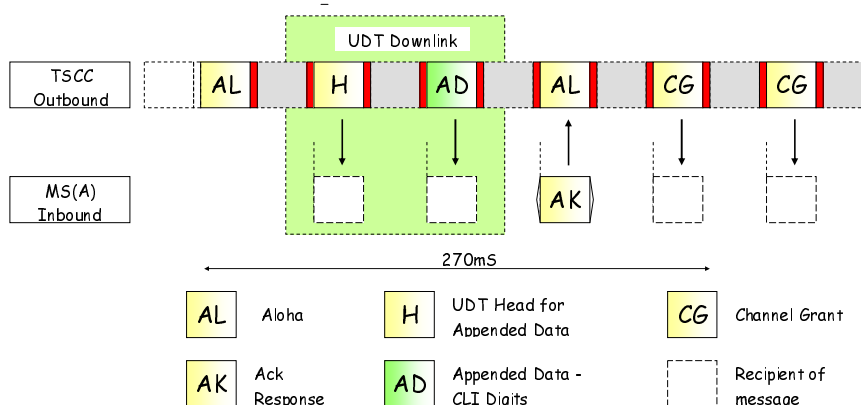 UDT Downlink
TSCC
Outbound
AL
H
AD
AL
CG
CG
MS(A)
Inbound
AK
270mS
AL
Aloha
H
UDT Head for
Appended Data
CG
Channel Grant
AK
Ack
Response
AD
Appended Data -
CLI Digits
Recipient of
message